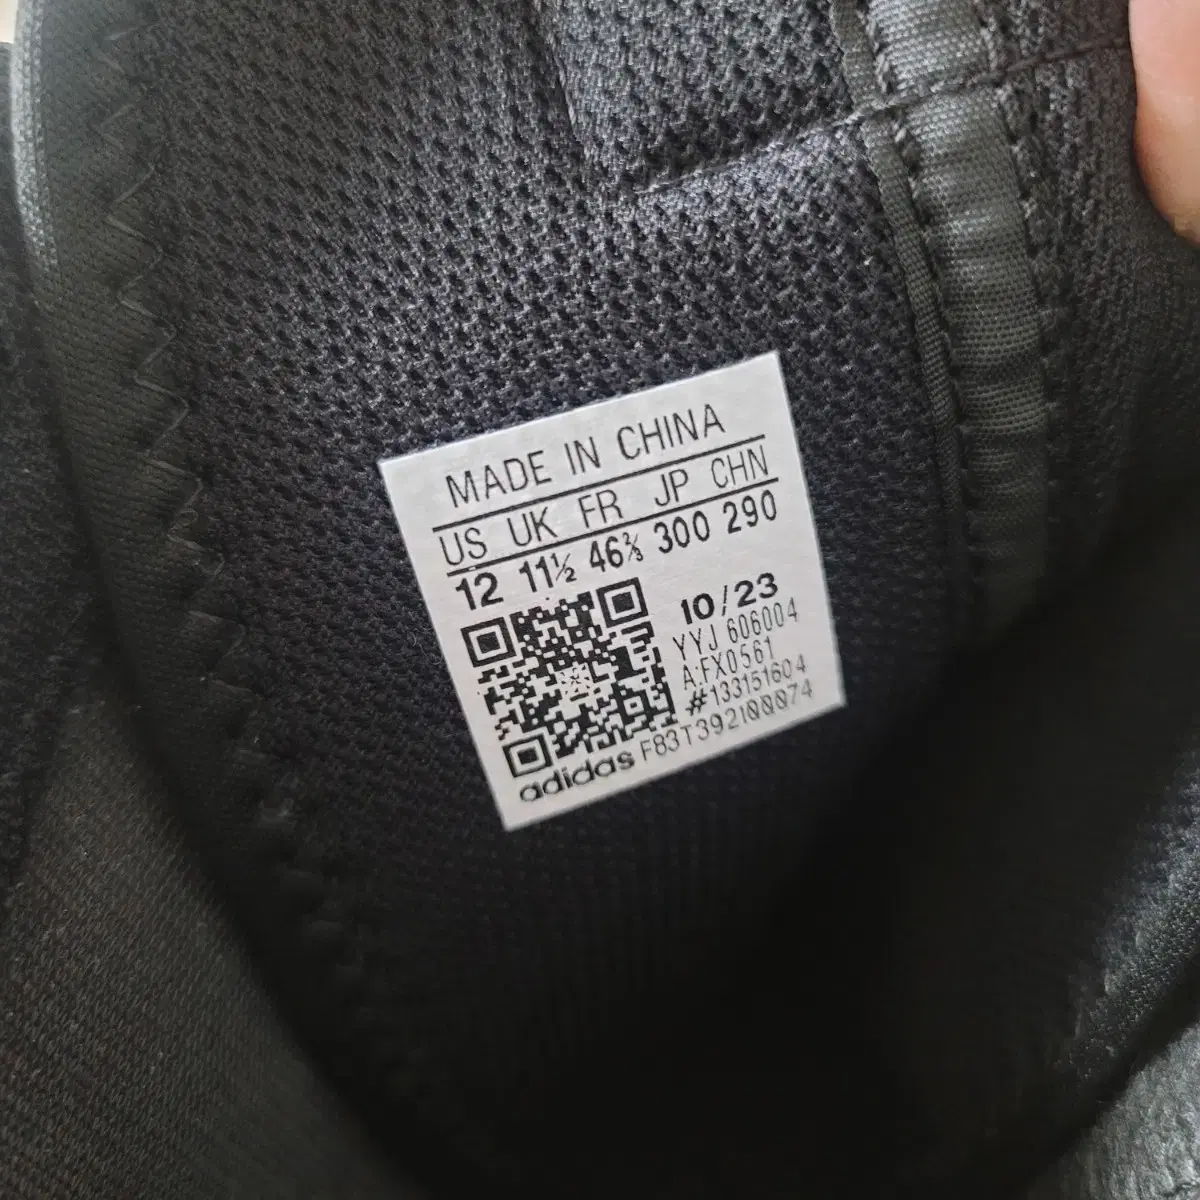 MADE IN CHINA
US UK FR JP CHN
12 11½ 46⅔ 300 290
10/23
YYJ 606004
A:FX0561
#133151604
adidas F83T392100074